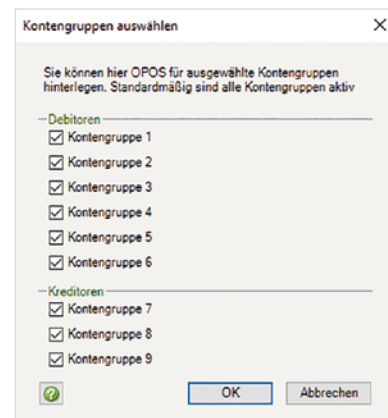 Kontengruppen auswählen
Sie können hier OPOS für ausgewählte Kontengruppen
hinterlegen. Standardmäßig sind alle Kontengruppen aktiv
Debitoren
Kontengruppe 1
Kontengruppe 2
Kontengruppe 3
Kontengruppe 4
Kontengruppe 5
Kontengruppe 6
Kreditoren
Kontengruppe 7
Kontengruppe 8
Kontengruppe 9
? OK Abbrechen